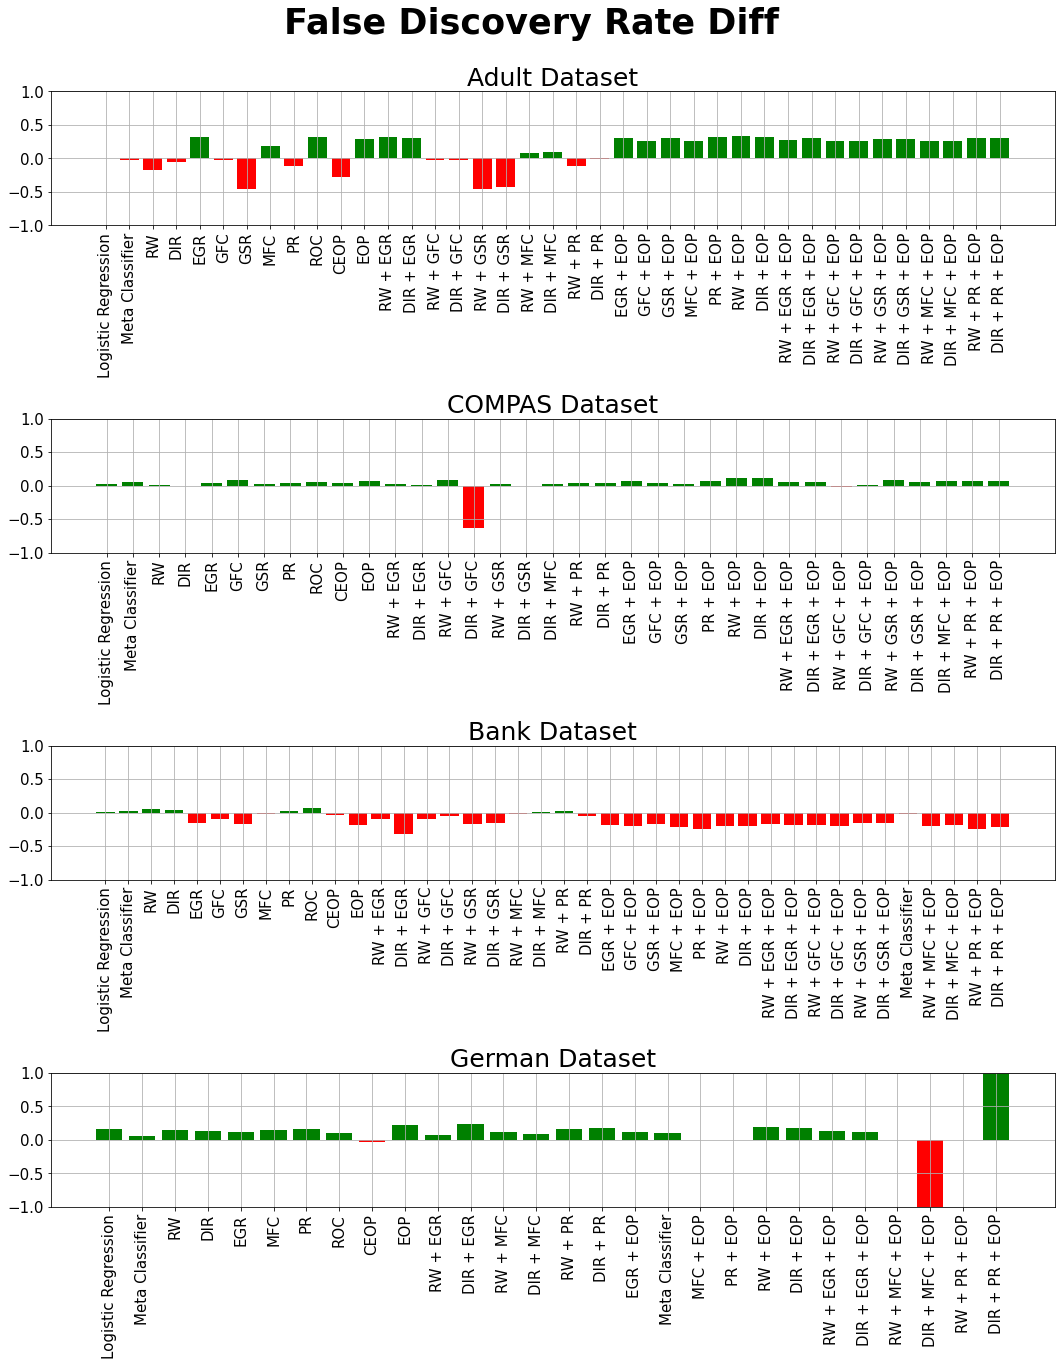 False Discovery Rate Diff
Adult Dataset
1.0
0.5
0.0
−0.5
−1.0
Logistic Regression
Meta Classifier
RW
DIR
EGR
GFC
GSR
MFC
PR
ROC
CEOP
EOP
RW + EGR
DIR + EGR
RW + GFC
DIR + GFC
RW + GSR
DIR + GSR
RW + MFC
DIR + MFC
RW + PR
DIR + PR
EGR + EOP
GFC + EOP
GSR + EOP
MFC + EOP
PR + EOP
RW + EOP
DIR + EOP
RW + EGR + EOP
DIR + EGR + EOP
RW + GFC + EOP
DIR + GFC + EOP
RW + GSR + EOP
DIR + GSR + EOP
RW + MFC + EOP
DIR + MFC + EOP
RW + PR + EOP
DIR + PR + EOP
COMPAS Dataset
1.0
0.5
0.0
−0.5
−1.0
Logistic Regression
Meta Classifier
RW
DIR
EGR
GFC
GSR
PR
ROC
CEOP
EOP
RW + EGR
DIR + EGR
RW + GFC
DIR + GFC
RW + GSR
DIR + GSR
DIR + MFC
RW + PR
DIR + PR
EGR + EOP
GFC + EOP
GSR + EOP
PR + EOP
RW + EOP
DIR + EOP
RW + EGR + EOP
DIR + EGR + EOP
RW + GFC + EOP
DIR + GFC + EOP
RW + GSR + EOP
DIR + GSR + EOP
DIR + MFC + EOP
RW + PR + EOP
DIR + PR + EOP
Bank Dataset
1.0
0.5
0.0
−0.5
−1.0
Logistic Regression
Meta Classifier
RW
DIR
EGR
GFC
GSR
MFC
PR
ROC
CEOP
EOP
RW + EGR
DIR + EGR
RW + GFC
DIR + GFC
RW + GSR
DIR + GSR
RW + MFC
DIR + MFC
RW + PR
DIR + PR
EGR + EOP
GFC + EOP
GSR + EOP
MFC + EOP
PR + EOP
RW + EOP
DIR + EOP
RW + EGR + EOP
DIR + EGR + EOP
RW + GFC + EOP
DIR + GFC + EOP
RW + GSR + EOP
DIR + GSR + EOP
Meta Classifier
RW + MFC + EOP
DIR + MFC + EOP
RW + PR + EOP
DIR + PR + EOP
German Dataset
1.0
0.5
0.0
−0.5
−1.0
Logistic Regression
Meta Classifier
RW
DIR
EGR
MFC
PR
ROC
CEOP
EOP
RW + EGR
DIR + EGR
RW + MFC
DIR + MFC
RW + PR
DIR + PR
EGR + EOP
Meta Classifier
MFC + EOP
PR + EOP
RW + EOP
DIR + EOP
RW + EGR + EOP
DIR + EGR + EOP
RW + MFC + EOP
DIR + MFC + EOP
RW + PR + EOP
DIR + PR + EOP